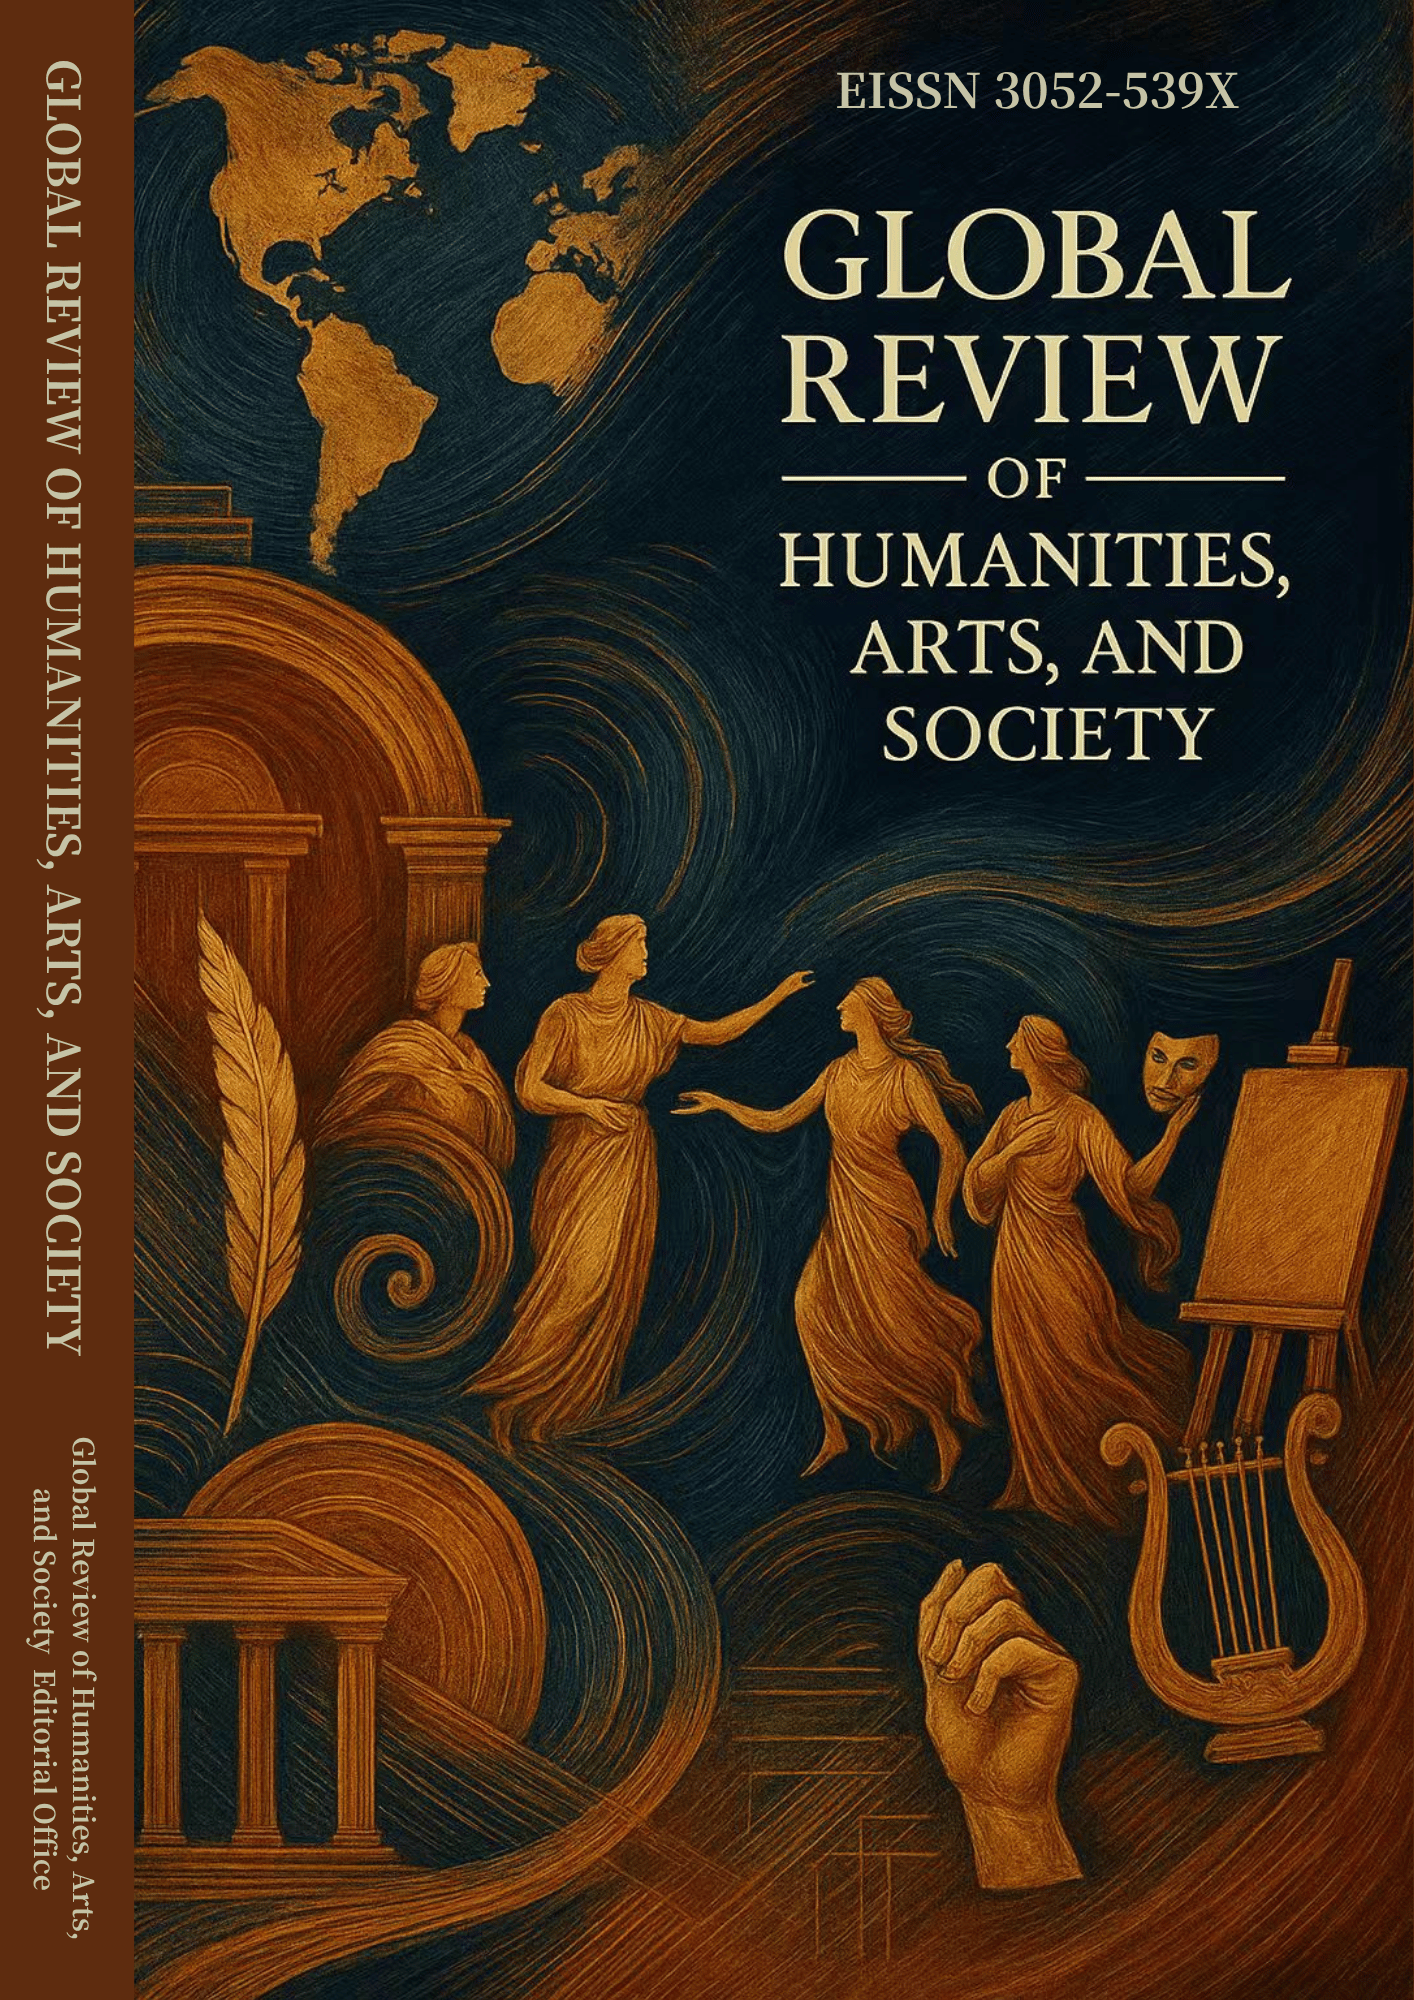 GLOBAL REVIEW OF HUMANITIES, ARTS, AND SOCIETY
Global Review of Humanities, Arts,
and Society Editorial Office
EISSN 3052-539X
GLOBAL
REVIEW
OF
HUMANITIES,
ARTS, AND
SOCIETY